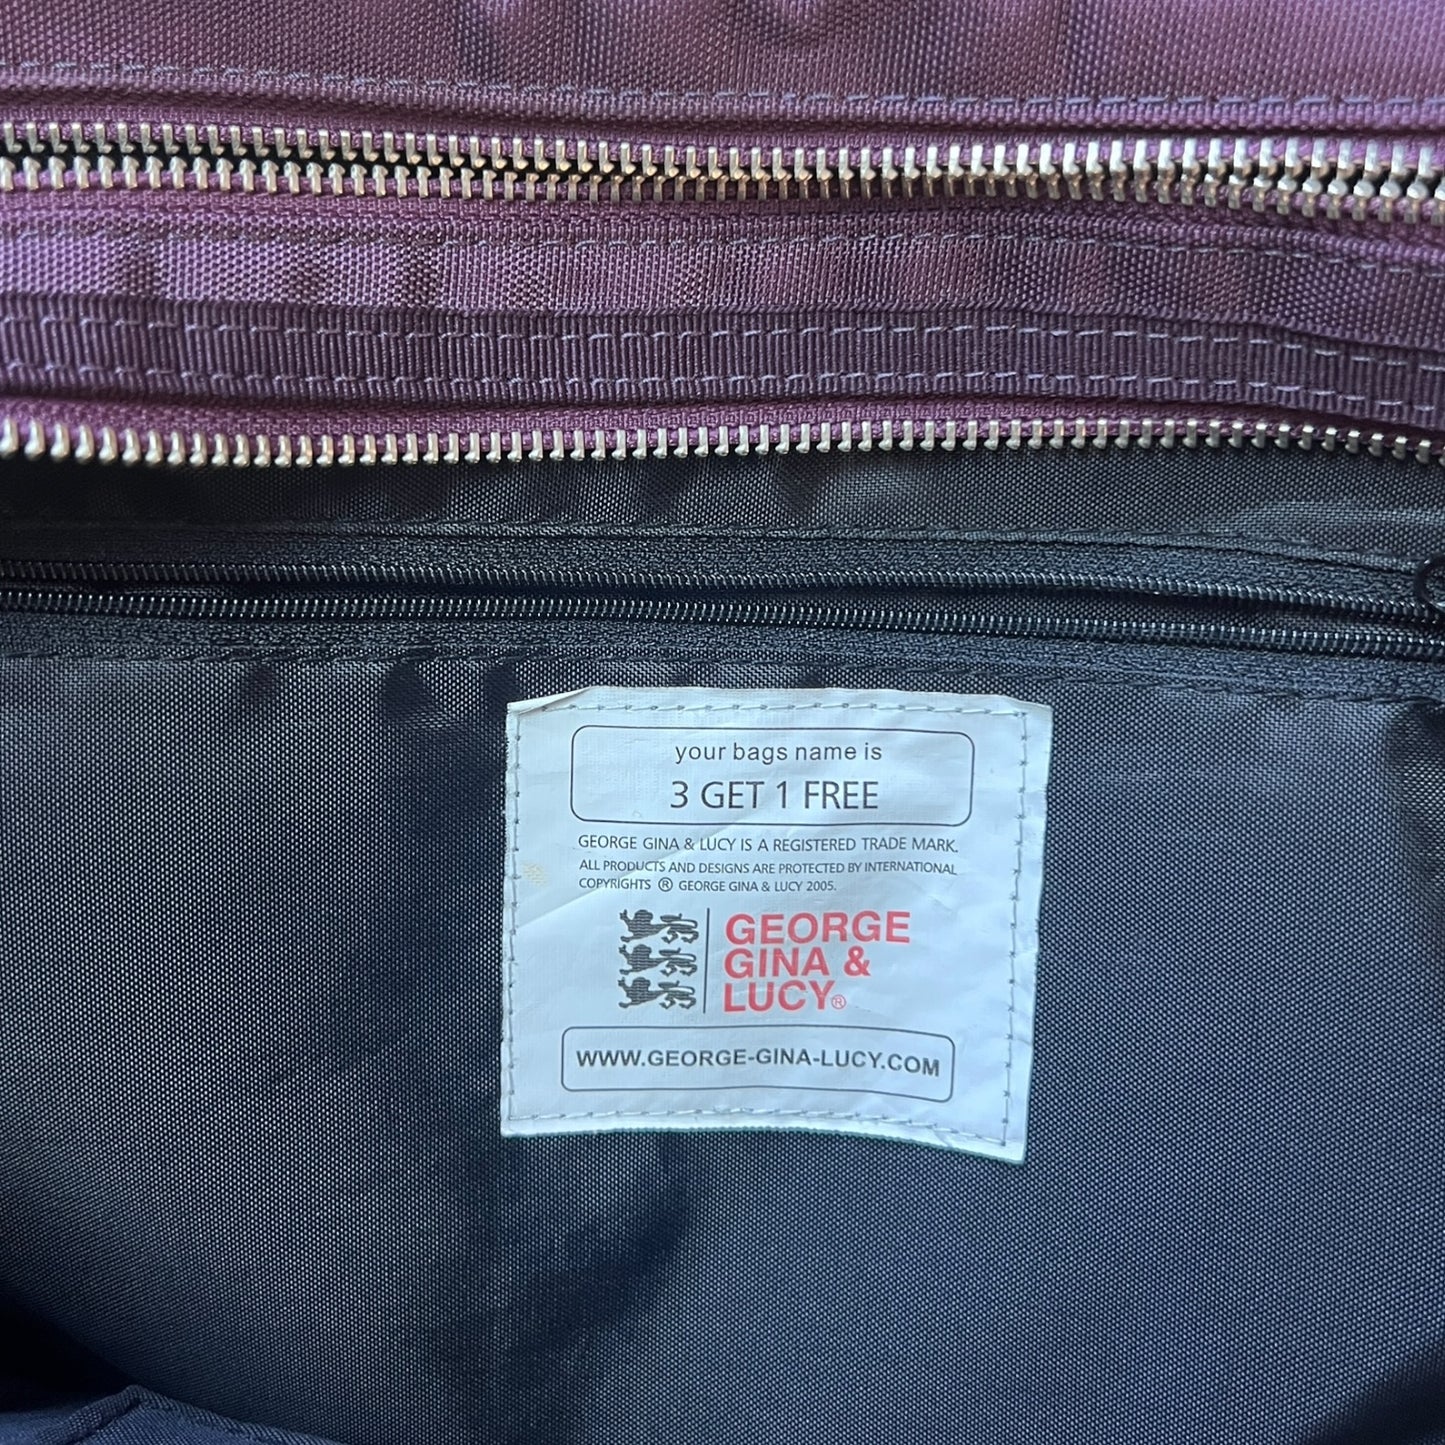 your bags name is
3 GET 1 FREE
GEORGE GINA & LUCY IS A REGISTERED TRADE MARK.
ALL PRODUCTS AND DESIGNS ARE PROTECTED BY INTERNATIONAL
COPYRIGHTS ® GEORGE GINA & LUCY 2005.
GEORGE
GINA &
LUCY®
WWW.GEORGE-GINA-LUCY.COM